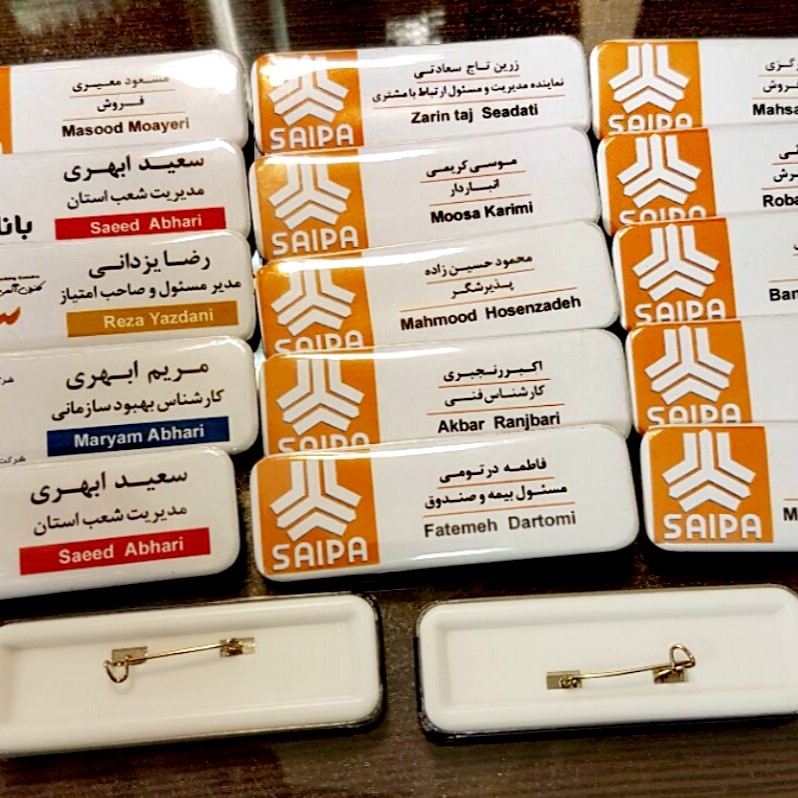 مسعود معیری
فروش
Masood Moayeri
سعید ابهری
مدیریت شعب استان
Saeed Abhari
رضا یزدانی
مدیر مسئول و صاحب امتیاز
Reza Yazdani
مریم ابهری
کارشناس بهبود سازمانی
Maryam Abhari
سعید ابهری
مدیریت شعب استان
Saeed Abhari
زرین تاج سعادتی
نماینده مدیریت و مسئول ارتباط با مشتری
Zarin taj Seadati
SAIPA
موسی کریمی
انباردار
Moosa Karimi
SAIPA
محمود حسین زاده
پذیرشگر
Mahmood Hosenzadeh
SAIPA
اکبر رنجبری
کارشناس فنی
Akbar Ranjbari
SAIPA
فاطمه درتومی
مسئول بیمه و صندوق
Fatemeh Dartomi
SAIPA
فروش
SAIPA
SAIPA
SAIPA
SAIPA
SAIPA